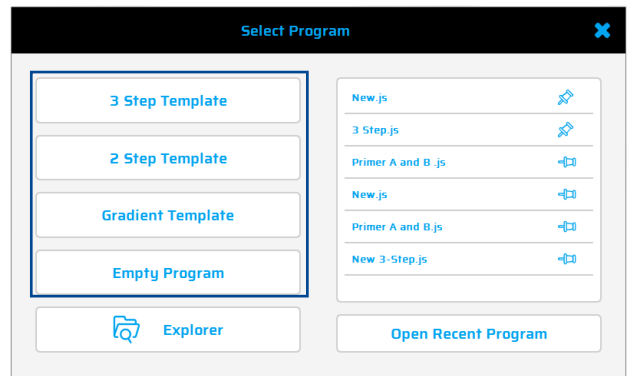 Select Program
3 Step Template
2 Step Template
Gradient Template
Empty Program
Explorer
New.js
3 Step.js
Primer A and B .js
New.js
Primer A and B.js
New 3-Step.js
Open Recent Program